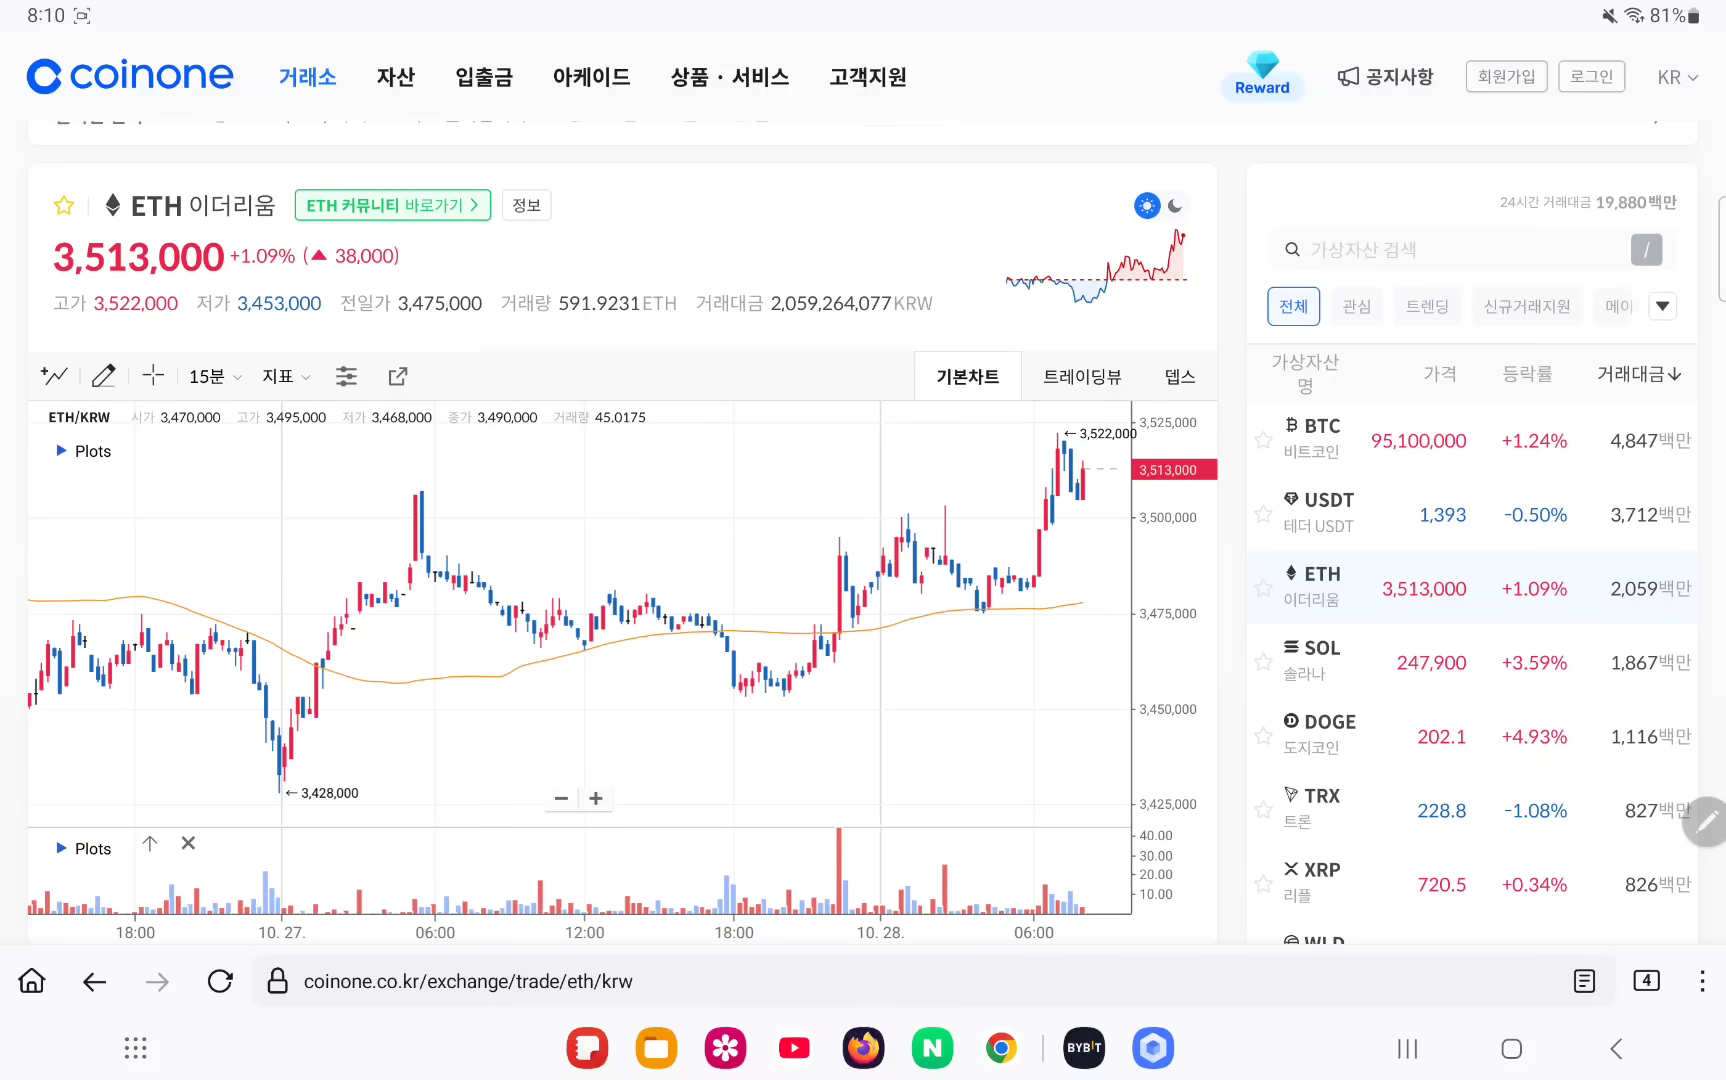 8:10
81%
coinone 거래소 자산 입출금 아케이드 상품 · 서비스 고객지원 Reward 공지사항 회원가입 로그인 KR
ETH 이더리움 ETH 커뮤니티 바로가기 정보
3,513,000 +1.09% (▲ 38,000)
고가 3,522,000 저가 3,453,000 전일가 3,475,000 거래량 591.9231ETH 거래대금 2,059,264,077KRW
15분 지표 기본차트 트레이딩뷰 뎁스
ETH/KRW 시가 3,470,000 고가 3,495,000 저가 3,468,000 종가 3,490,000 거래량 45.0175
Plots
←3,522,000
←3,428,000
3,525,000
3,513,000
3,500,000
3,475,000
3,450,000
3,425,000
− +
Plots
40.00
30.00
20.00
10.00
18:00 10. 27. 06:00 12:00 18:00 10. 28. 06:00
24시간 거래대금 19,880백만
가상자산 검색 /
전체 관심 트렌딩 신규거래지원 메이
가상자산명 가격 등락률 거래대금↓
BTC 95,100,000 +1.24% 4,847백만
비트코인
USDT 1,393 -0.50% 3,712백만
테더 USDT
ETH 3,513,000 +1.09% 2,059백만
이더리움
SOL 247,900 +3.59% 1,867백만
솔라나
DOGE 202.1 +4.93% 1,116백만
도지코인
TRX 228.8 -1.08% 827백만
트론
XRP 720.5 +0.34% 826백만
리플
WLD
coinone.co.kr/exchange/trade/eth/krw
4
N
BYBIT